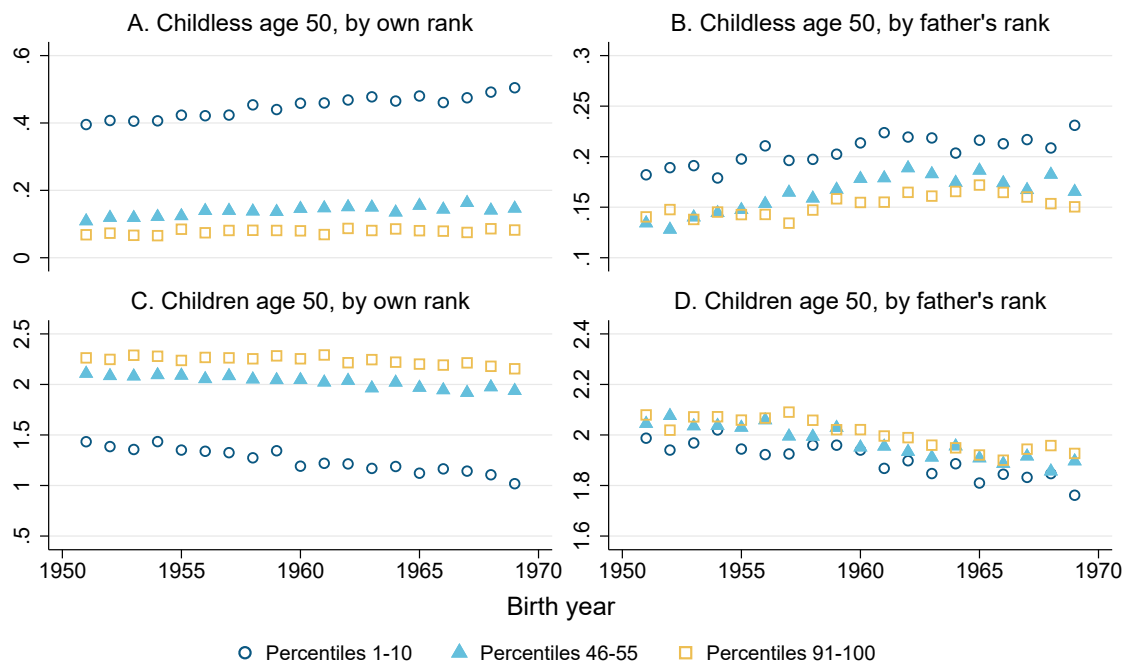 A. Childless age 50, by own rank
B. Childless age 50, by father's rank
.6
.4
.2
0
.3
.25
.2
.15
.1
C. Children age 50, by own rank
D. Children age 50, by father's rank
2.5
2
1.5
1
.5
2.4
2.2
2
1.8
1.6
1950 1955 1960 1965 1970
1950 1955 1960 1965 1970
Birth year
Percentiles 1-10 Percentiles 46-55 Percentiles 91-100